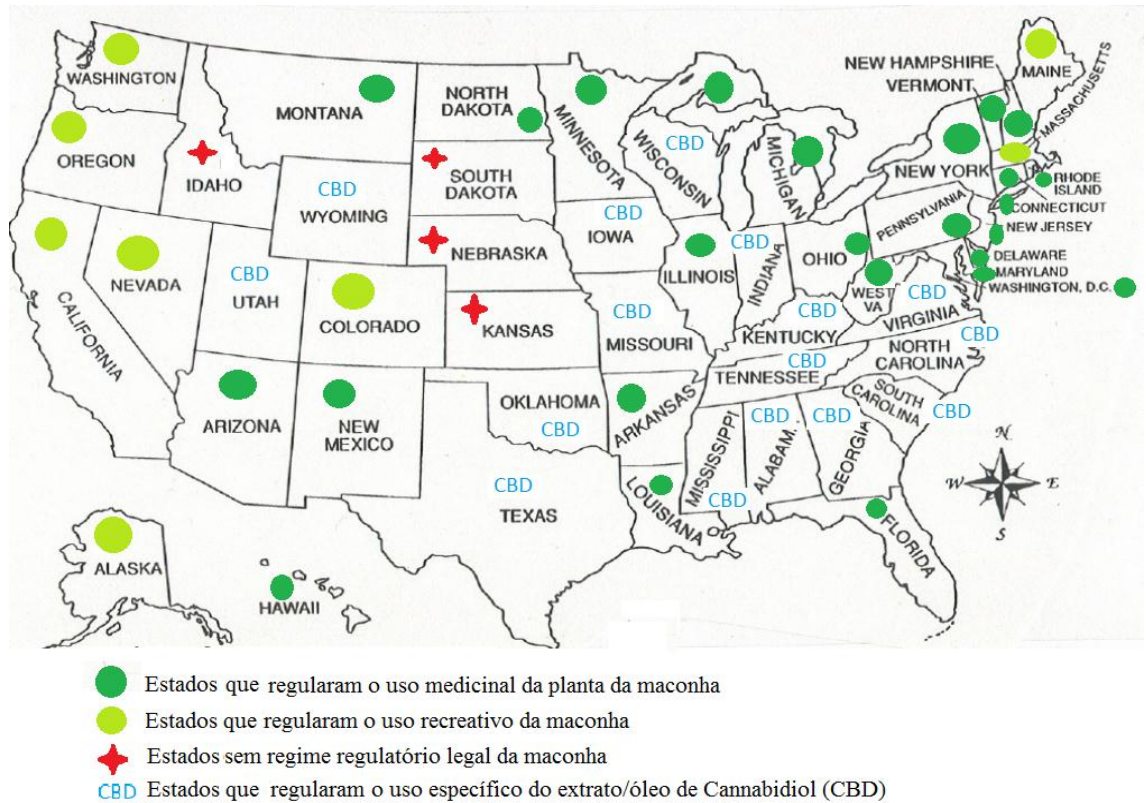 WASHINGTON
MONTANA
NORTH
DAKOTA
MINNESOTA
NEW HAMPSHIRE
VERMONT
MAINE
MASSACHUSETTS
OREGON
IDAHO
CBD
WYOMING
SOUTH
DAKOTA
CBD
WISCONSIN
MICHIGAN
NEW YORK
RHODE
ISLAND
CONNECTICUT
NEW JERSEY
PENNSYLVANIA
DELAWARE
MARYLAND
WASHINGTON, D.C.
NEVADA
CBD
UTAH
COLORADO
NEBRASKA
CBD
IOWA
ILLINOIS
CBD
INDIANA
OHIO
WEST
VA
CBD
VIRGINIA
CALIFORNIA
KANSAS
CBD
MISSOURI
CBD
KENTUCKY
CBD
NORTH
CAROLINA
CBD
TENNESSEE
ARIZONA
NEW
MEXICO
OKLAHOMA
CBD
ARKANSAS
SOUTH
CAROLINA
CBD
CBD
MISSISSIPPI
CBD
ALABAM.
CBD
GEORGIA
CBD
TEXAS
LOUISIANA
FLORIDA
N
W
E
S
ALASKA
HAWAII
Estados que regularam o uso medicinal da planta da maconha
Estados que regularam o uso recreativo da maconha
Estados sem regime regulatório legal da maconha
CBD Estados que regularam o uso específico do extrato/óleo de Cannabidiol (CBD)